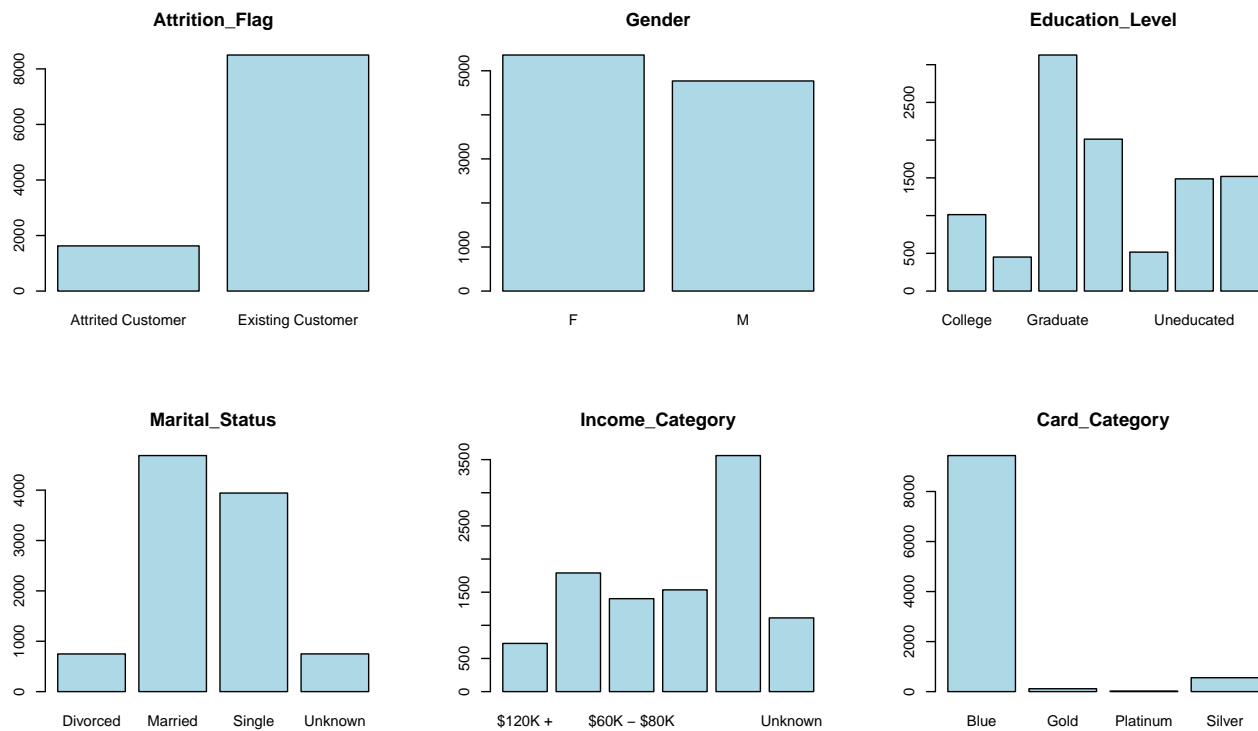 Attrition_Flag
8000
6000
4000
2000
0
Attrited Customer Existing Customer
Gender
5000
3000
1000
0
F M
Education_Level
2500
1500
500
0
College Graduate Uneducated
Marital_Status
4000
3000
2000
1000
0
Divorced Married Single Unknown
Income_Category
3500
2500
1500
500
0
$120K + $60K − $80K Unknown
Card_Category
8000
6000
4000
2000
0
Blue Gold Platinum Silver